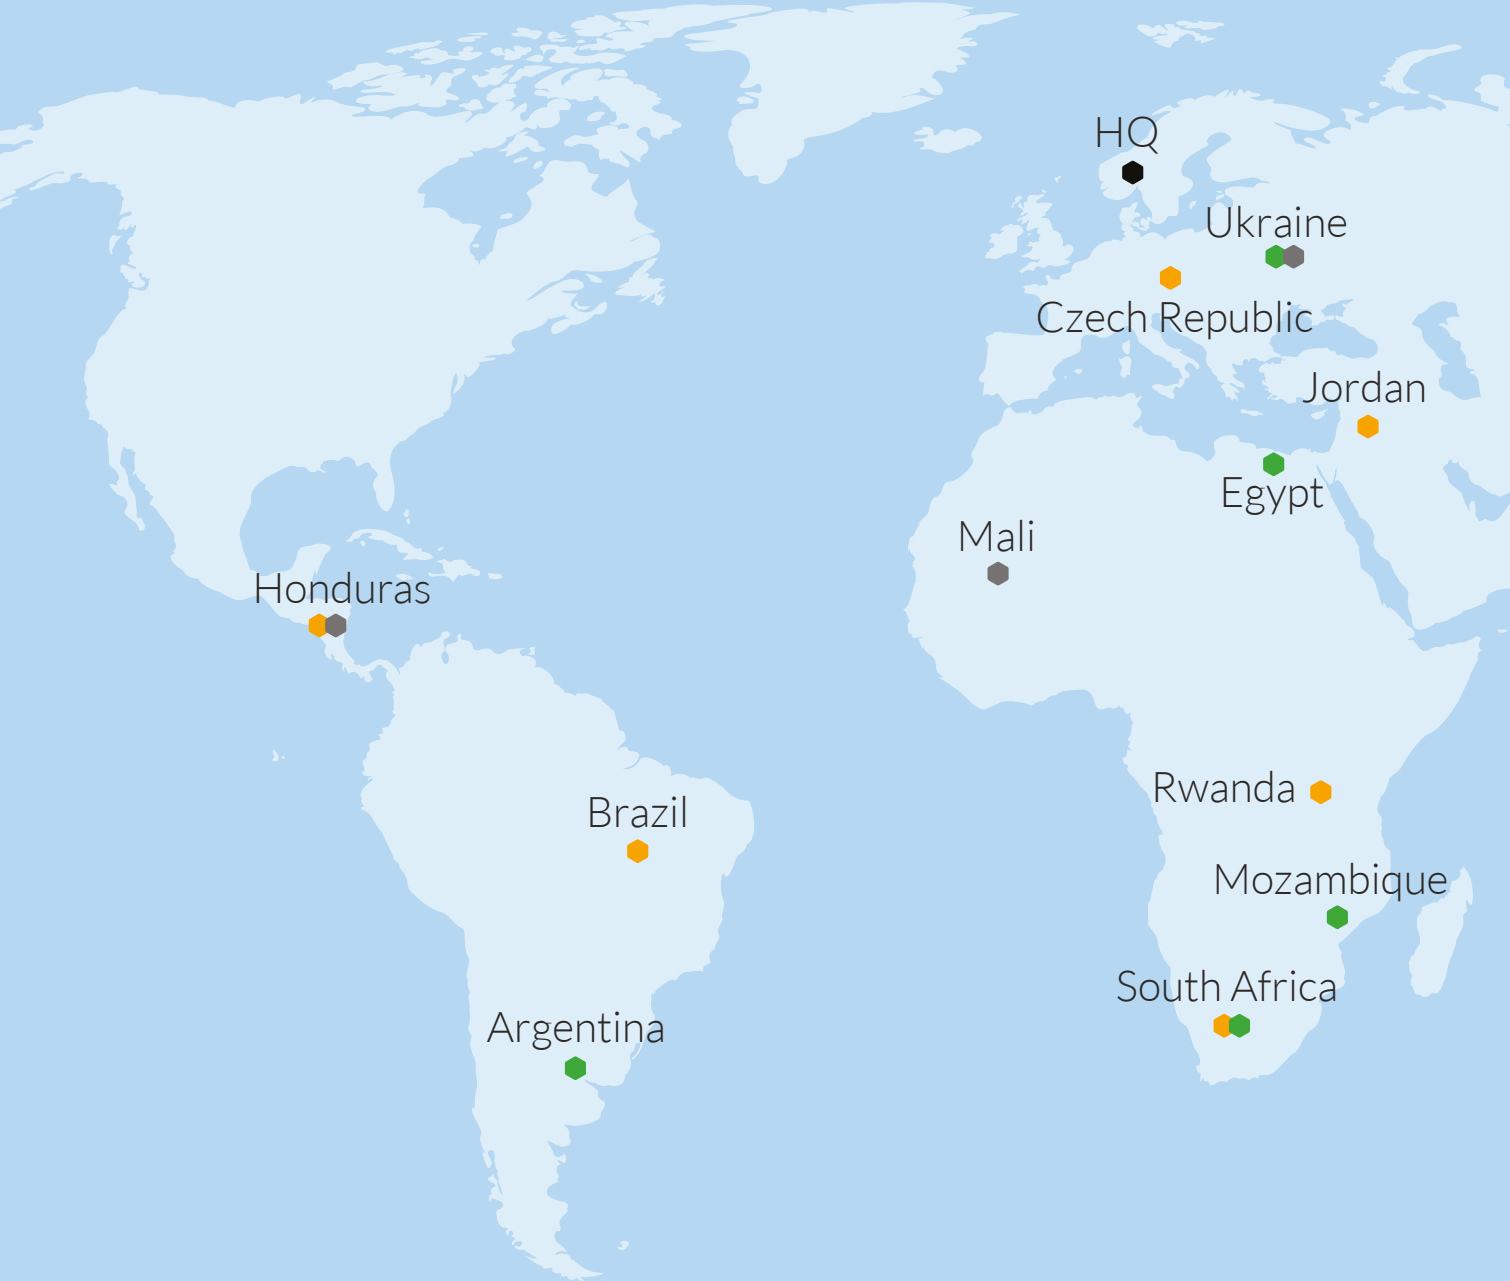 HQ
Ukraine
Czech Republic
Jordan
Egypt
Mali
Honduras
Rwanda
Brazil
Mozambique
South Africa
Argentina